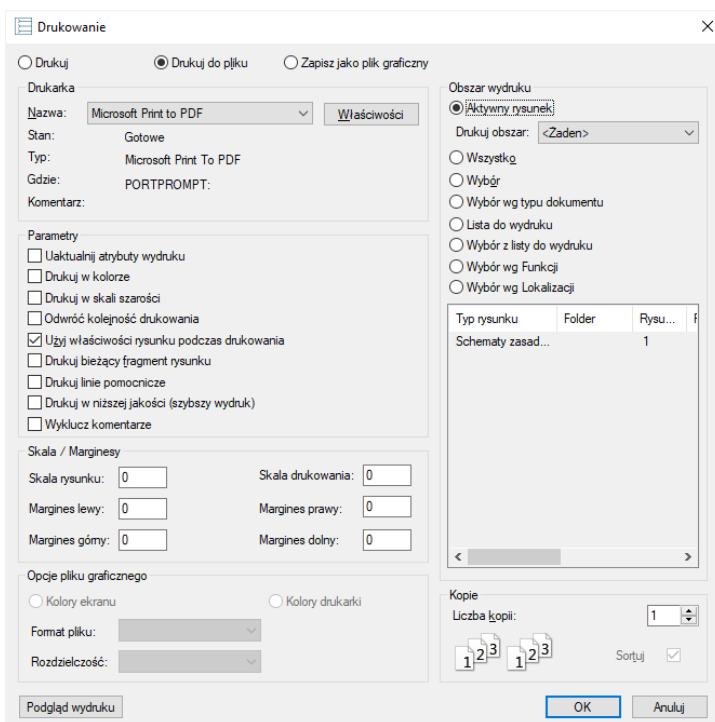 Drukowanie
Drukuj
Drukuj do pliku
Zapisz jako plik graficzny
Drukarka
Nazwa: Microsoft Print to PDF
Właściwości
Stan: Gotowe
Typ: Microsoft Print To PDF
Gdzie: PORTPROMPT:
Komentarz:
Parametry
Uaktualnij atrybuty wydruku
Drukuj w kolorze
Drukuj w skali szarości
Odwróć kolejność drukowania
Użyj właściwości rysunku podczas drukowania
Drukuj bieżący fragment rysunku
Drukuj linie pomocnicze
Drukuj w niższej jakości (szybszy wydruk)
Wyklucz komentarze
Skala / Marginesy
Skala rysunku: 0
Skala drukowania: 0
Margines lewy: 0
Margines prawy: 0
Margines górny: 0
Margines dolny: 0
Opcje pliku graficznego
Kolory ekranu
Kolory drukarki
Format pliku:
Rozdzielczość:
Podgląd wydruku
Obszar wydruku
Aktywny rysunek
Drukuj obszar: <Żaden>
Wszystko
Wybór
Wybór wg typu dokumentu
Lista do wydruku
Wybór z listy do wydruku
Wybór wg Funkcji
Wybór wg Lokalizacji
Typ rysunku Folder Rysu...
Schematy zasad... 1
Kopie
Liczba kopii: 1
1 2 3 1 2 3
Sortuj
OK
Anuluj